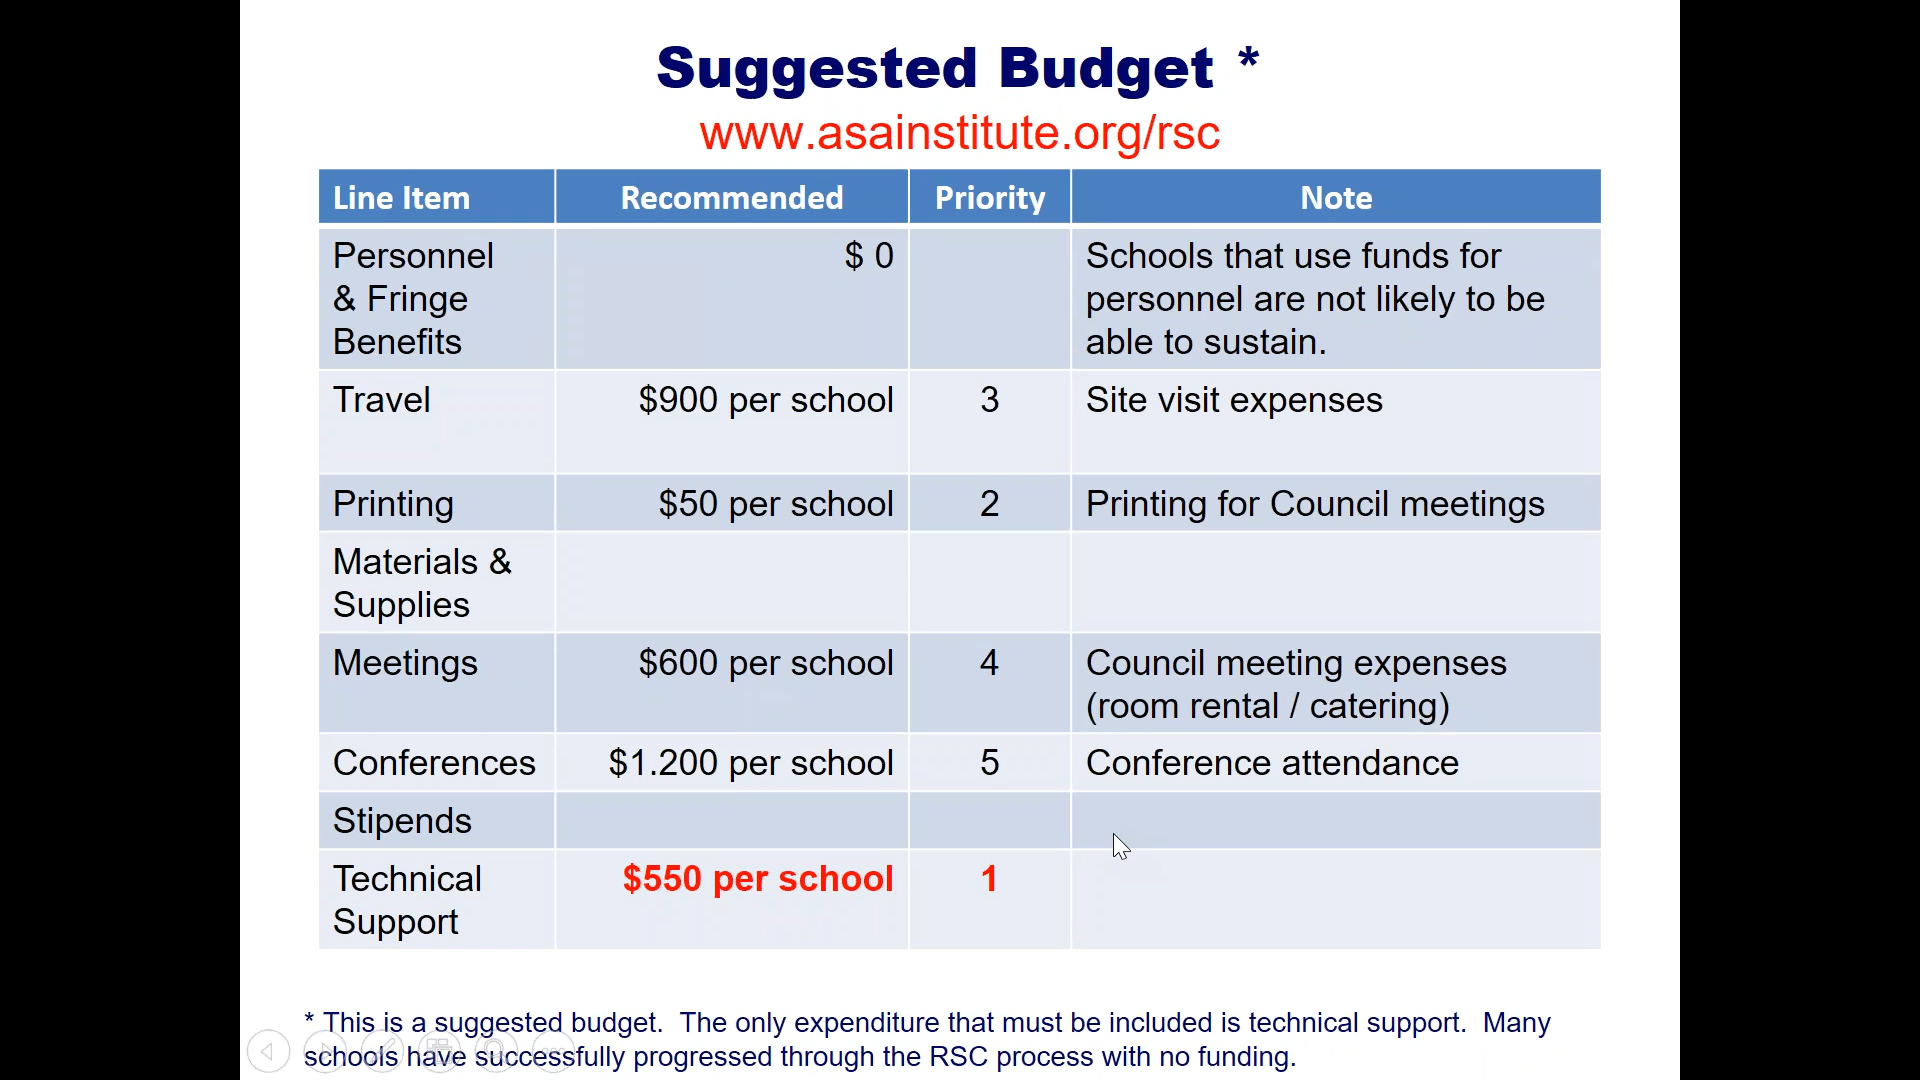 Suggested Budget *
www.asainstitute.org/rsc
Line Item Recommended Priority Note
Personnel & Fringe Benefits $ 0 Schools that use funds for
personnel are not likely to be
able to sustain.
Travel $900 per school 3 Site visit expenses
Printing $50 per school 2 Printing for Council meetings
Materials &
Supplies
Meetings $600 per school 4 Council meeting expenses
(room rental / catering)
Conferences $1.200 per school 5 Conference attendance
Stipends
Technical
Support $550 per school 1
* This is a suggested budget. The only expenditure that must be included is technical support. Many
schools have successfully progressed through the RSC process with no funding.